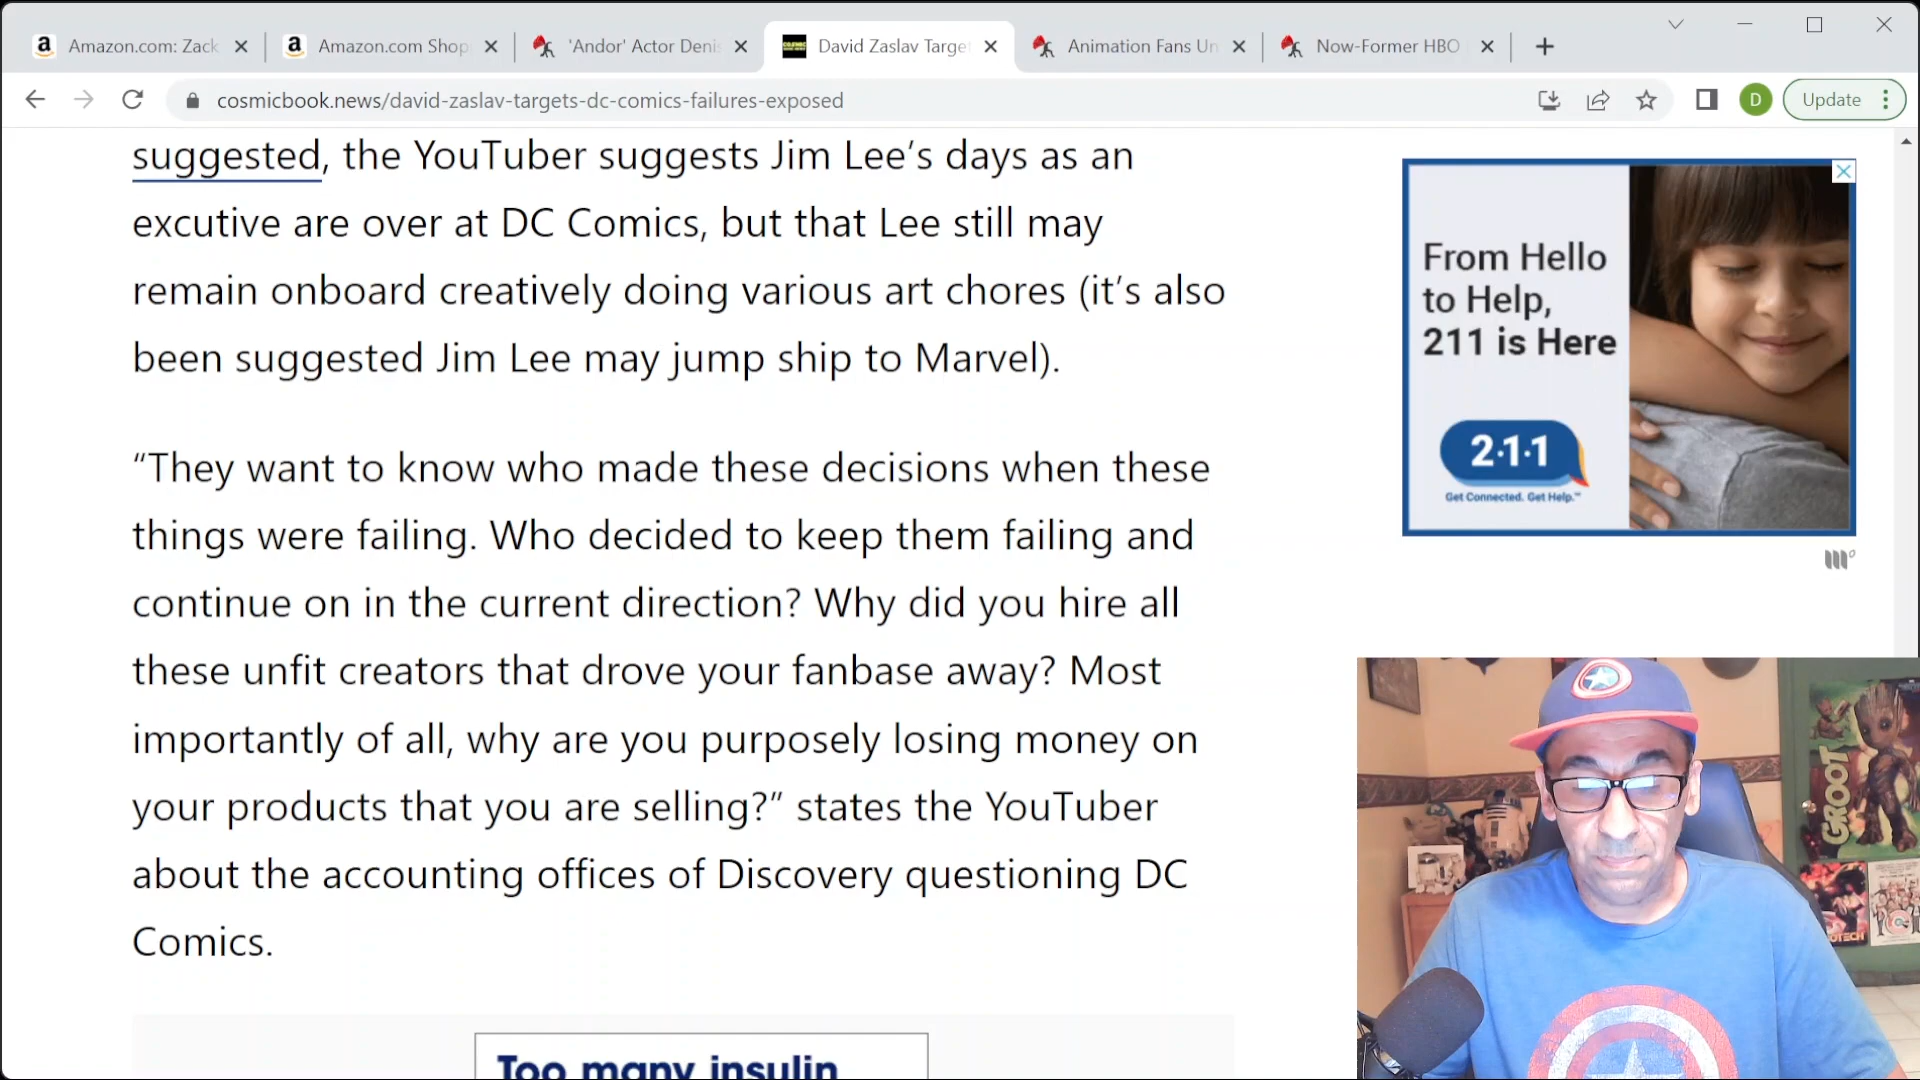 Amazon.com: Zack
Amazon.com Shop
'Andor' Actor Deni
David Zaslav Targe
Animation Fans Un
Now-Former HBO
cosmicbook.news/david-zaslav-targets-dc-comics-failures-exposed
D
Update
suggested, the YouTuber suggests Jim Lee’s days as an
excutive are over at DC Comics, but that Lee still may
remain onboard creatively doing various art chores (it’s also
been suggested Jim Lee may jump ship to Marvel).
“They want to know who made these decisions when these
things were failing. Who decided to keep them failing and
continue on in the current direction? Why did you hire all
these unfit creators that drove your fanbase away? Most
importantly of all, why are you purposely losing money on
your products that you are selling?” states the YouTuber
about the accounting offices of Discovery questioning DC
Comics.
Too many insulin
From Hello
to Help,
211 is Here
2·1·1
Get Connected. Get Help.™
GROOT